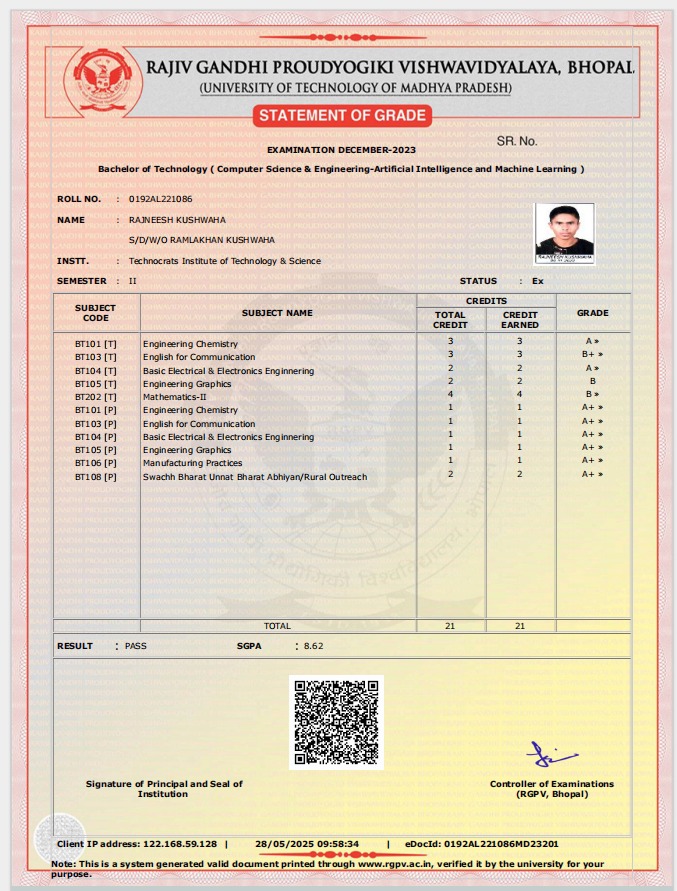 RAJIV GANDHI PROUDYOGIKI VISHWAVIDYALAYA, BHOPAL
(UNIVERSITY OF TECHNOLOGY OF MADHYA PRADESH)
STATEMENT OF GRADE
SR. No.
EXAMINATION DECEMBER-2023
Bachelor of Technology ( Computer Science & Engineering-Artificial Intelligence and Machine Learning )
ROLL NO. : 0192AL221086
NAME : RAJNEESH KUSHWAHA
S/D/W/O RAMLAKHAN KUSHWAHA
INSTT. : Technocrats Institute of Technology & Science
RAJNEESH KUSHWAHA
SEMESTER : II STATUS : Ex
SUBJECT CODE SUBJECT NAME CREDITS GRADE
TOTAL CREDIT CREDIT EARNED
BT101 [T] Engineering Chemistry 3 3 A »
BT103 [T] English for Communication 3 3 B+ »
BT104 [T] Basic Electrical & Electronics Enginnering 2 2 A »
BT105 [T] Engineering Graphics 2 2 B
BT202 [T] Mathematics-II 4 4 B »
BT101 [P] Engineering Chemistry 1 1 A+ »
BT103 [P] English for Communication 1 1 A+ »
BT104 [P] Basic Electrical & Electronics Enginnering 1 1 A+ »
BT105 [P] Engineering Graphics 1 1 A+ »
BT106 [P] Manufacturing Practices 1 1 A+ »
BT108 [P] Swachh Bharat Unnat Bharat Abhiyan/Rural Outreach 2 2 A+ »
TOTAL 21 21
RESULT : PASS SGPA : 8.62
Signature of Principal and Seal of Controller of Examinations
Institution (RGPV, Bhopal)
Client IP address: 122.168.59.128 | 28/05/2025 09:58:34 | eDocId: 0192AL221086MD23201
Note: This is a system generated valid document printed through www.rgpv.ac.in, verified it by the university for your
purpose.